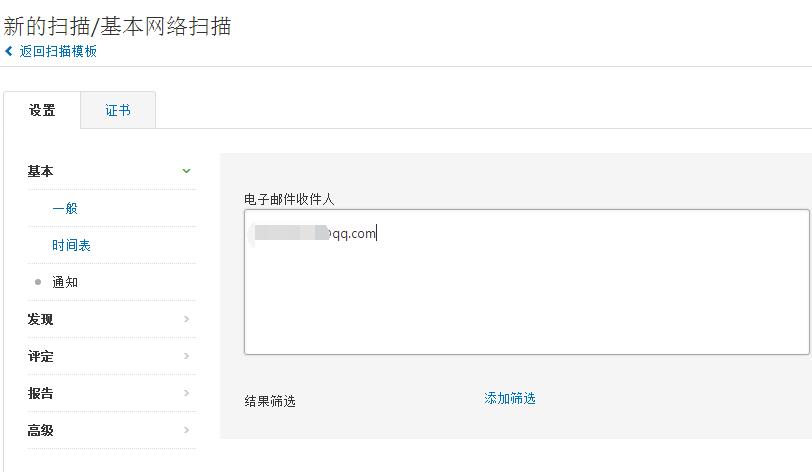 新的扫描/基本网络扫描
返回扫描模板
设置
证书
基本
一般
时间表
通知
发现
评定
报告
高级
电子邮件收件人
@qq.com
结果筛选
添加筛选